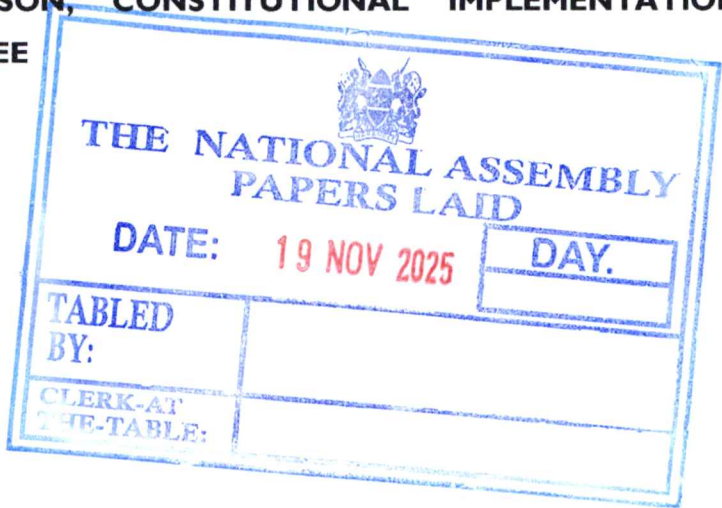 SON, CONSTITUTIONAL IMPLEMENTATIO
EE
THE NATIONAL ASSEMBLY
PAPERS LAID
DATE: 19 NOV 2025 DAY.
TABLED
BY:
CLERK-AT
THE-TABLE: